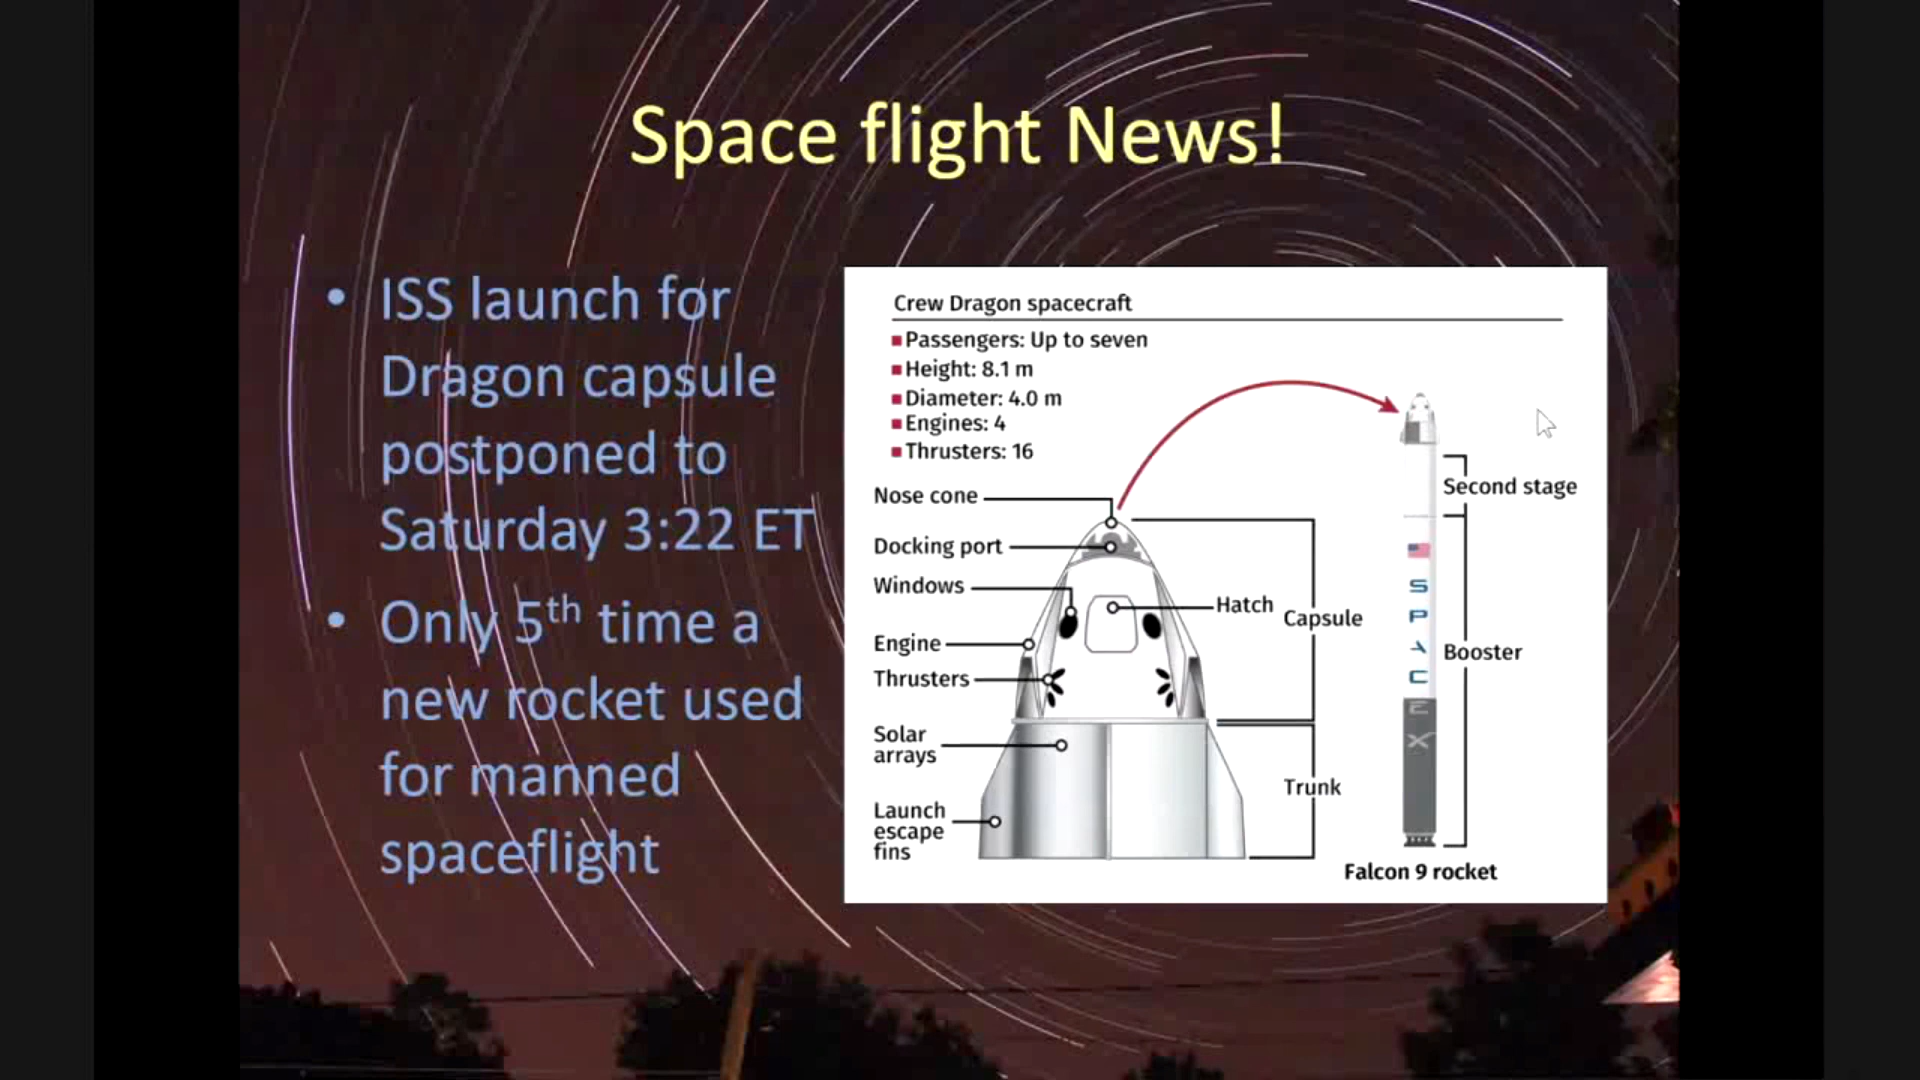 Space flight News!
• ISS launch for
Dragon capsule
postponed to
Saturday 3:22 ET
• Only 5th time a
new rocket used
for manned
spaceflight
Crew Dragon spacecraft
Passengers: Up to seven
Height: 8.1 m
Diameter: 4.0 m
Engines: 4
Thrusters: 16
Nose cone
Docking port
Windows
Engine
Thrusters
Solar
arrays
Launch
escape
fins
Hatch
Capsule
Trunk
Second stage
Booster
S
P
A
C
E
X
Falcon 9 rocket